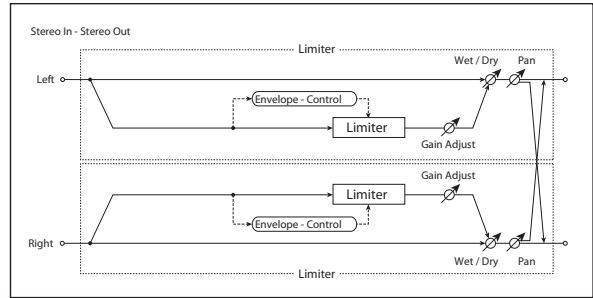 Stereo In - Stereo Out
Limiter
Wet / Dry Pan
Left
Envelope - Control
Limiter
Gain Adjust
Gain Adjust
Limiter
Envelope - Control
Right
Wet / Dry Pan
Limiter